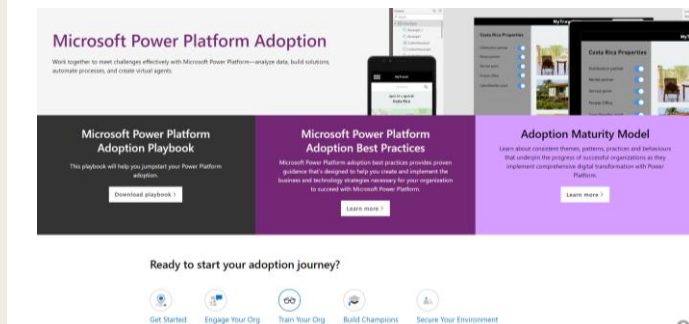 Microsoft Power Platform Adoption
Work together to meet challenges effectively with Microsoft Power Platform—analyze data, build solutions,
automate processes, and create virtual agents.
Costa Rica Properties
Costa Rica Properties
Microsoft Power Platform
Adoption Playbook
This playbook will help you jumpstart your Power Platform
adoption.
Download playbook >
Microsoft Power Platform
Adoption Best Practices
Microsoft Power Platform adoption best practices provides proven
guidance that's designed to help you create and implement the
business and technology strategies necessary for your organization
to succeed with Microsoft Power Platform.
Learn more >
Adoption Maturity Model
Learn about consistent themes, patterns, practices and behaviours
that underpin the progress of successful organizations as they
implement comprehensive digital transformation with Power
Platform.
Learn more >
Ready to start your adoption journey?
Get Started
Engage Your Org
Train Your Org
Build Champions
Secure Your Environment